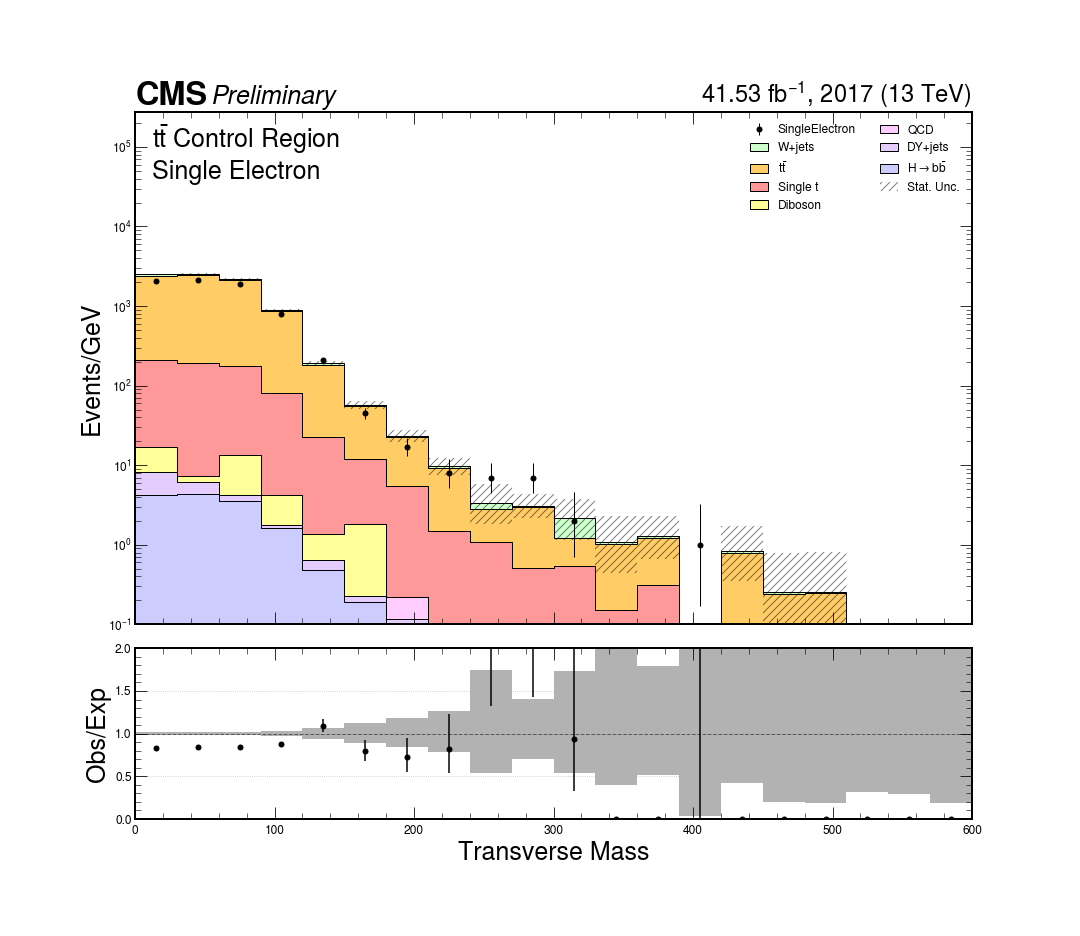 CMS Preliminary 41.53 fb⁻¹, 2017 (13 TeV)
tt̄ Control Region
Single Electron
SingleElectron
W+jets
tt̄
Single t
Diboson
QCD
DY+jets
H→bb̄
Stat. Unc.
Events/GeV
10⁵
10⁴
10³
10²
10¹
10⁰
10⁻¹
Obs/Exp
2.0
1.5
1.0
0.5
0.0
0 100 200 300 400 500 600
Transverse Mass